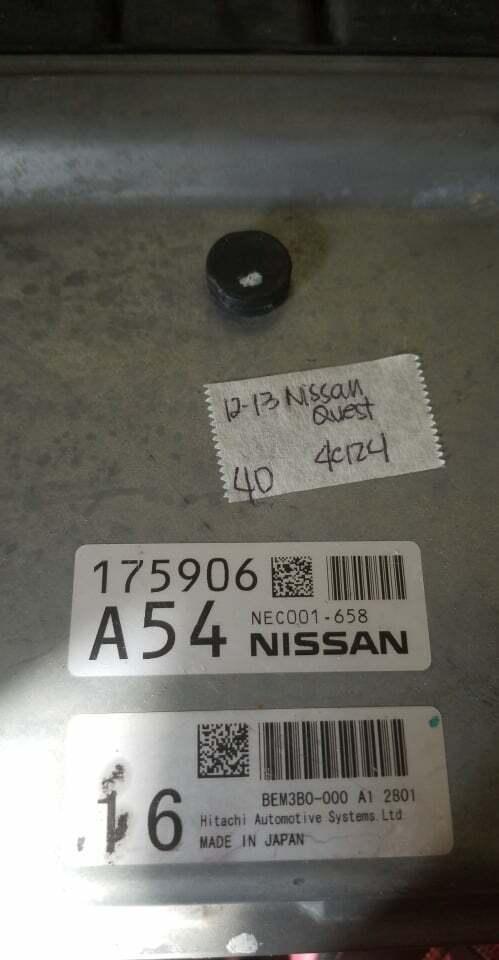 12-13 Nissan
Quest
4D 4C124
175906
A54 NEC001-658
NISSAN
BEM3B0-000 A1 2801
16 Hitachi Automotive Systems.Ltd
MADE IN JAPAN